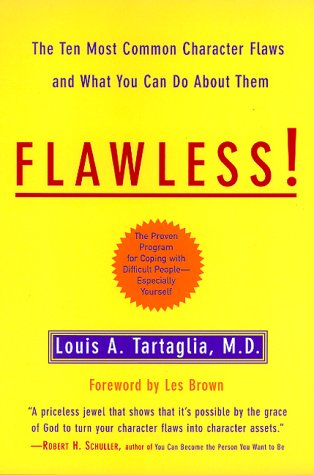 The Ten Most Common Character Flaws
and What You Can Do About Them
FLAWLESS!
The Proven
Program
for Coping with
Difficult People—
Especially
Yourself
Louis A. Tartaglia, M.D.
Foreword by Les Brown
"A priceless jewel that shows that it's possible by the grace
of God to turn your character flaws into character assets."
—ROBERT H. SCHULLER, author of You Can Become the Person You Want to Be